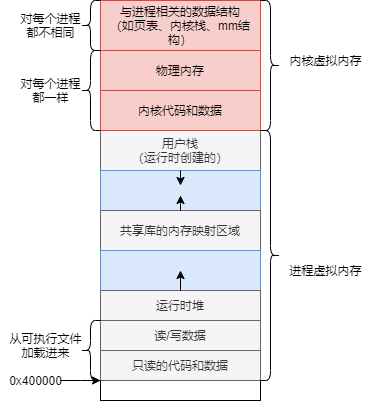 对每个进程
都不相同
与进程相关的数据结构
（如页表、内核栈、mm结
构）
对每个进程
都一样
物理内存
内核代码和数据
内核虚拟内存
用户栈
（运行时创建的）
共享库的内存映射区域
进程虚拟内存
运行时堆
从可执行文件
加载进来
读/写数据
只读的代码和数据
0x400000